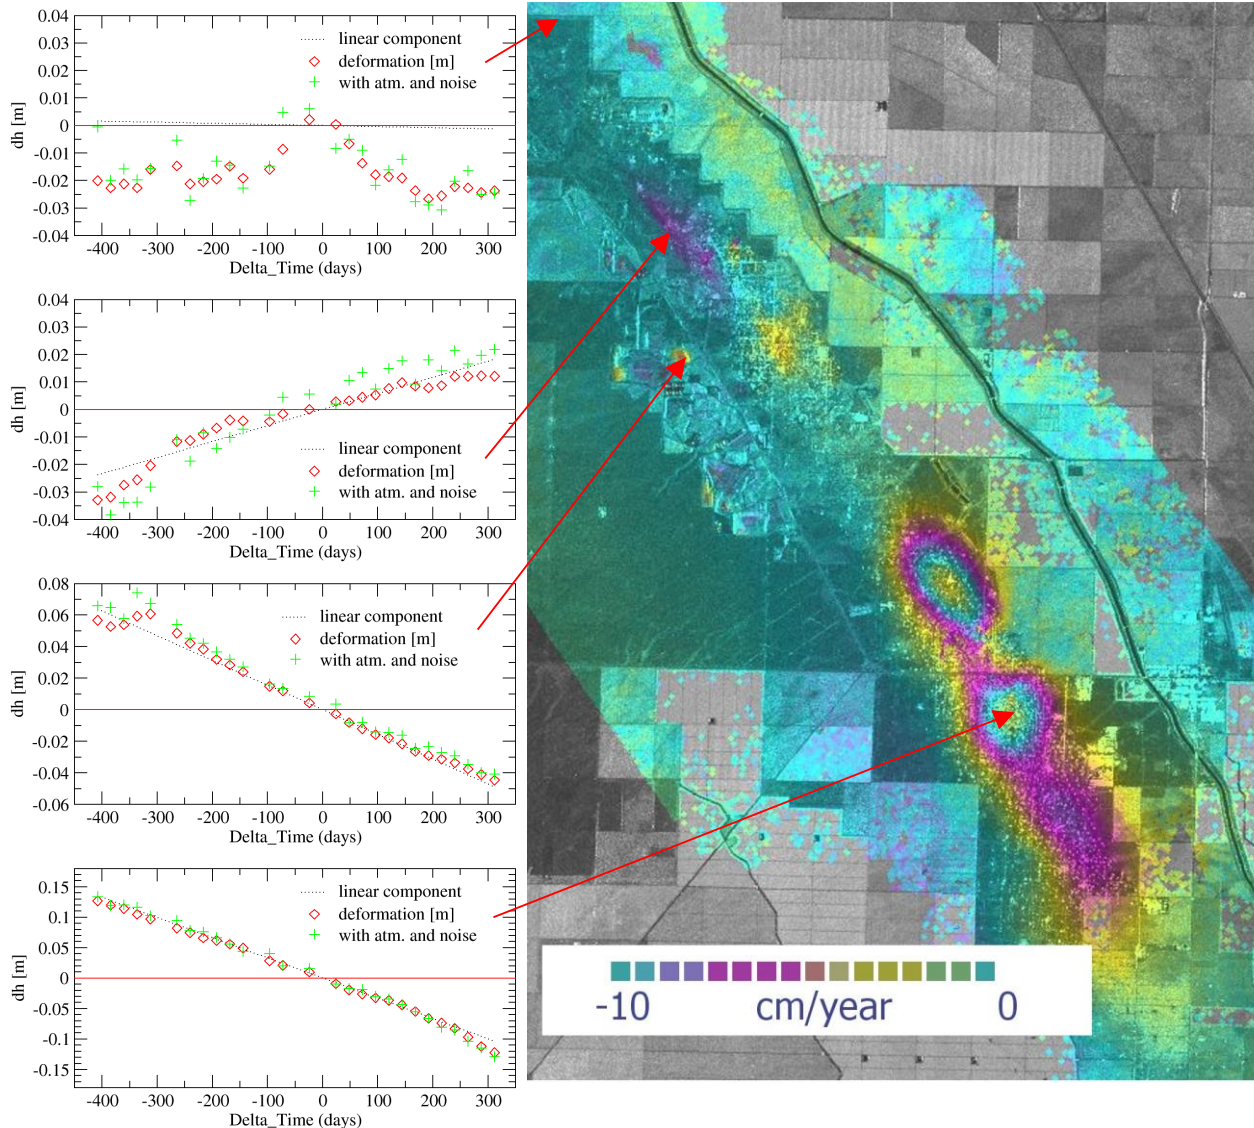 0.04
0.03
0.02
0.01
0
-0.01
-0.02
-0.03
-0.04
dh [m]
linear component
deformation [m]
with atm. and noise
-400 -300 -200 -100 0 100 200 300
Delta_Time (days)
0.04
0.03
0.02
0.01
0
-0.01
-0.02
-0.03
-0.04
dh [m]
linear component
deformation [m]
with atm. and noise
-400 -300 -200 -100 0 100 200 300
Delta_Time (days)
0.08
0.06
0.04
0.02
0
-0.02
-0.04
-0.06
dh [m]
linear component
deformation [m]
with atm. and noise
-400 -300 -200 -100 0 100 200 300
Delta_Time (days)
0.15
0.1
0.05
0
-0.05
-0.1
-0.15
dh [m]
linear component
deformation [m]
with atm. and noise
-400 -300 -200 -100 0 100 200 300
Delta_Time (days)
-10 cm/year 0